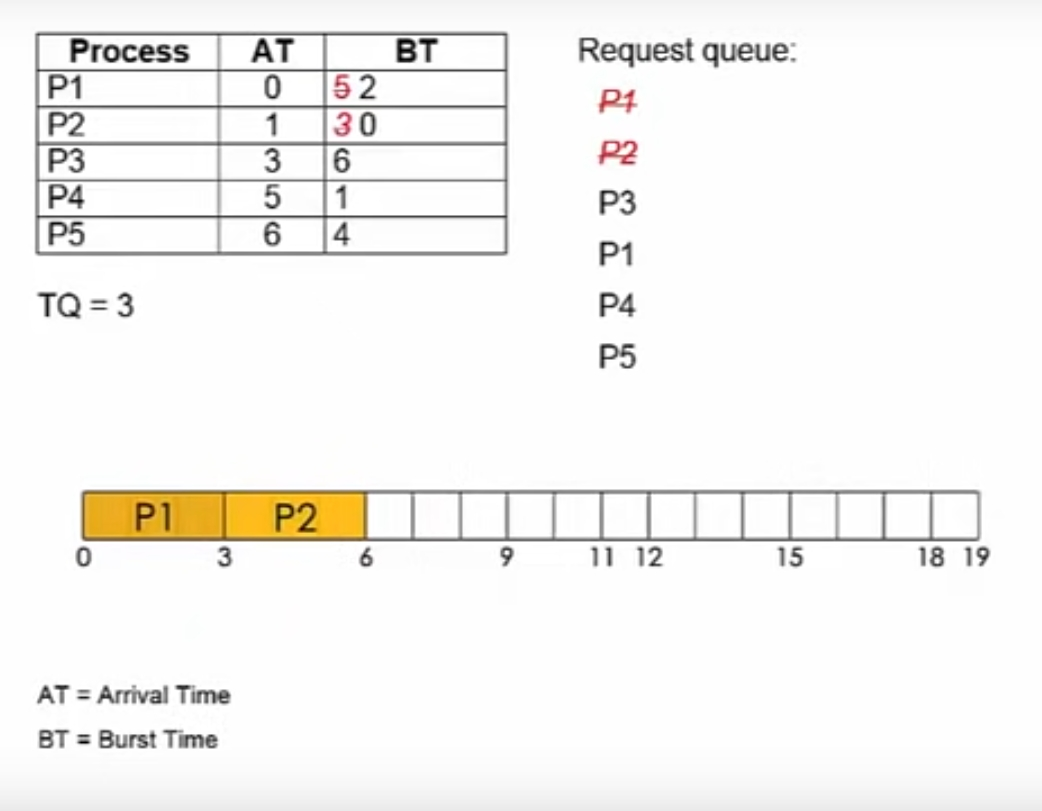 Process AT BT
P1 0 5 2
P2 1 3 0
P3 3 6
P4 5 1
P5 6 4
TQ = 3
Request queue:
P1
P2
P3
P1
P4
P5
P1 P2
0 3 6 9 11 12 15 18 19
AT = Arrival Time
BT = Burst Time